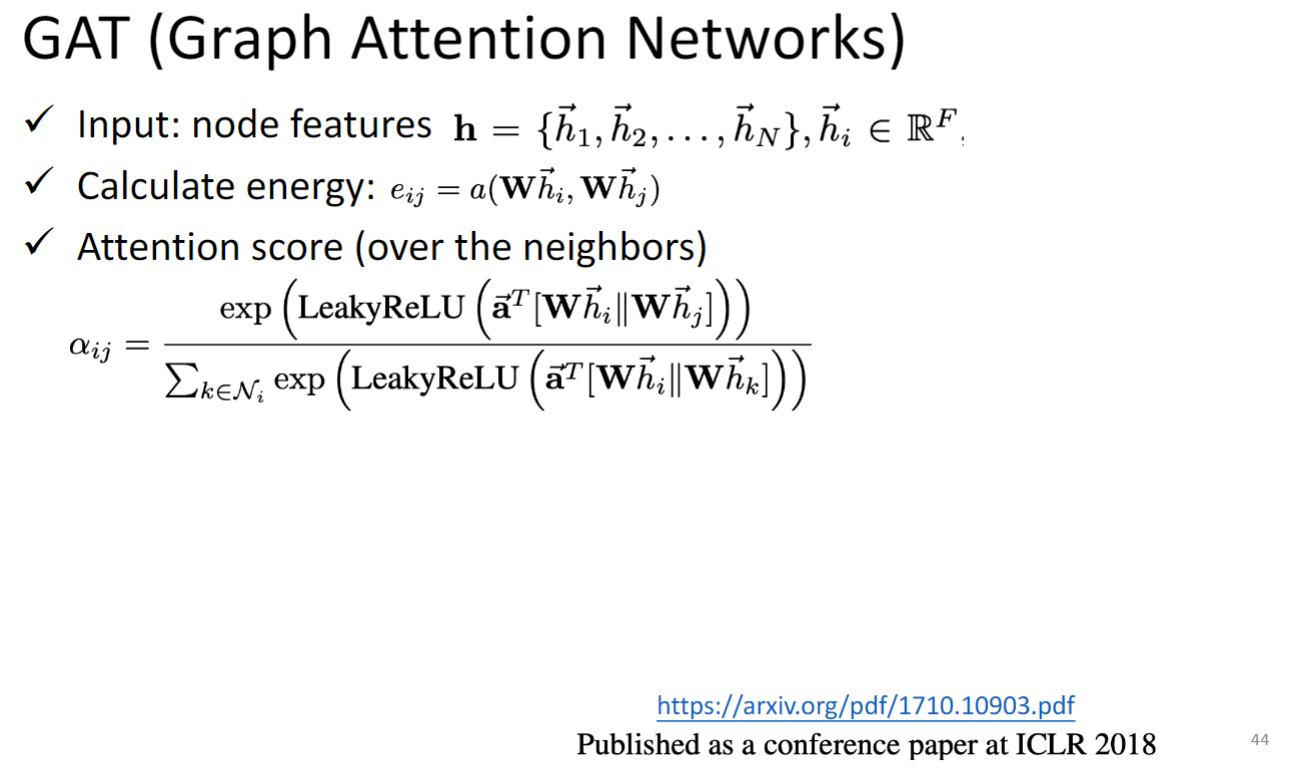 GAT (Graph Attention Networks)
✓ Input: node features $\mathbf{h} = \{\vec{h}_1, \vec{h}_2, \ldots, \vec{h}_N\}, \vec{h}_i \in \mathbb{R}^F,$
✓ Calculate energy: $e_{ij} = a(\mathbf{W}\vec{h}_i, \mathbf{W}\vec{h}_j)$
✓ Attention score (over the neighbors)
$\alpha_{ij} = \frac{\exp\left(\text{LeakyReLU}\left(\vec{\mathbf{a}}^T[\mathbf{W}\vec{h}_i\|\mathbf{W}\vec{h}_j]\right)\right)}{\sum_{k\in\mathcal{N}_i}\exp\left(\text{LeakyReLU}\left(\vec{\mathbf{a}}^T[\mathbf{W}\vec{h}_i\|\mathbf{W}\vec{h}_k]\right)\right)}$
https://arxiv.org/pdf/1710.10903.pdf
Published as a conference paper at ICLR 2018
44